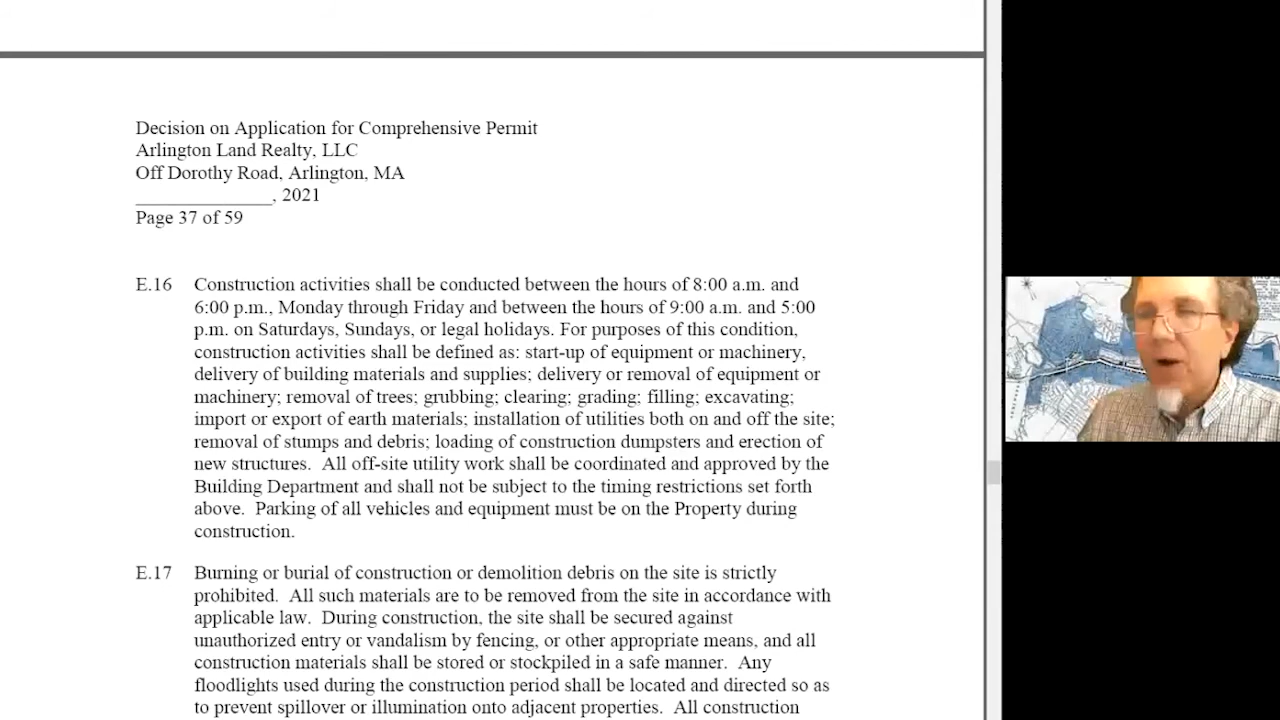 Decision on Application for Comprehensive Permit
Arlington Land Realty, LLC
Off Dorothy Road, Arlington, MA
_______________, 2021
Page 37 of 59
E.16 Construction activities shall be conducted between the hours of 8:00 a.m. and
6:00 p.m., Monday through Friday and between the hours of 9:00 a.m. and 5:00
p.m. on Saturdays, Sundays, or legal holidays. For purposes of this condition,
construction activities shall be defined as: start-up of equipment or machinery,
delivery of building materials and supplies; delivery or removal of equipment or
machinery; removal of trees; grubbing; clearing; grading; filling; excavating;
import or export of earth materials; installation of utilities both on and off the site;
removal of stumps and debris; loading of construction dumpsters and erection of
new structures. All off-site utility work shall be coordinated and approved by the
Building Department and shall not be subject to the timing restrictions set forth
above. Parking of all vehicles and equipment must be on the Property during
construction.
E.17 Burning or burial of construction or demolition debris on the site is strictly
prohibited. All such materials are to be removed from the site in accordance with
applicable law. During construction, the site shall be secured against
unauthorized entry or vandalism by fencing, or other appropriate means, and all
construction materials shall be stored or stockpiled in a safe manner. Any
floodlights used during the construction period shall be located and directed so as
to prevent spillover or illumination onto adjacent properties. All construction